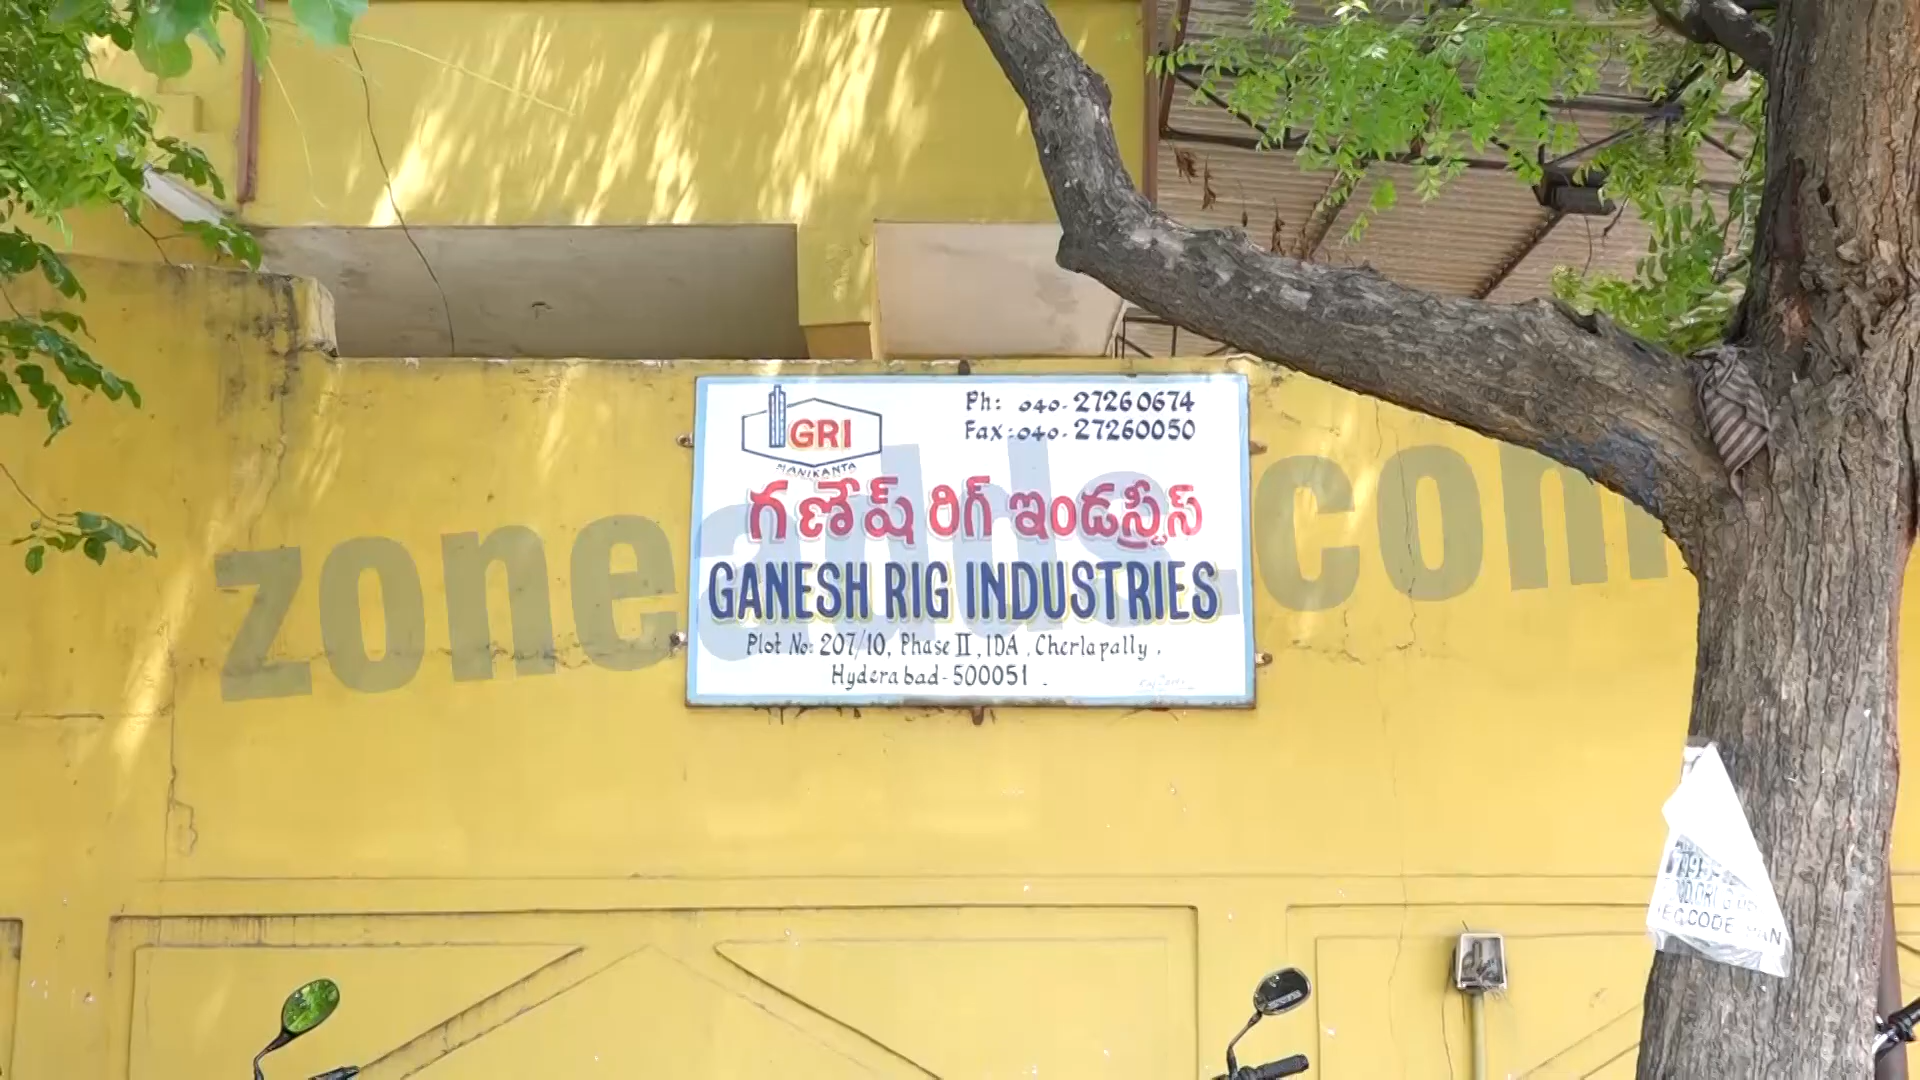 GRI
MANIKANTA
Ph: 040-27260674
Fax:040-27260050
గణేష్ రిగ్ ఇండస్ట్రీస్
GANESH RIG INDUSTRIES
Plot No: 207/10, Phase II, IDA, Cherlapally,
Hyderabad-500051
zoneadds.com